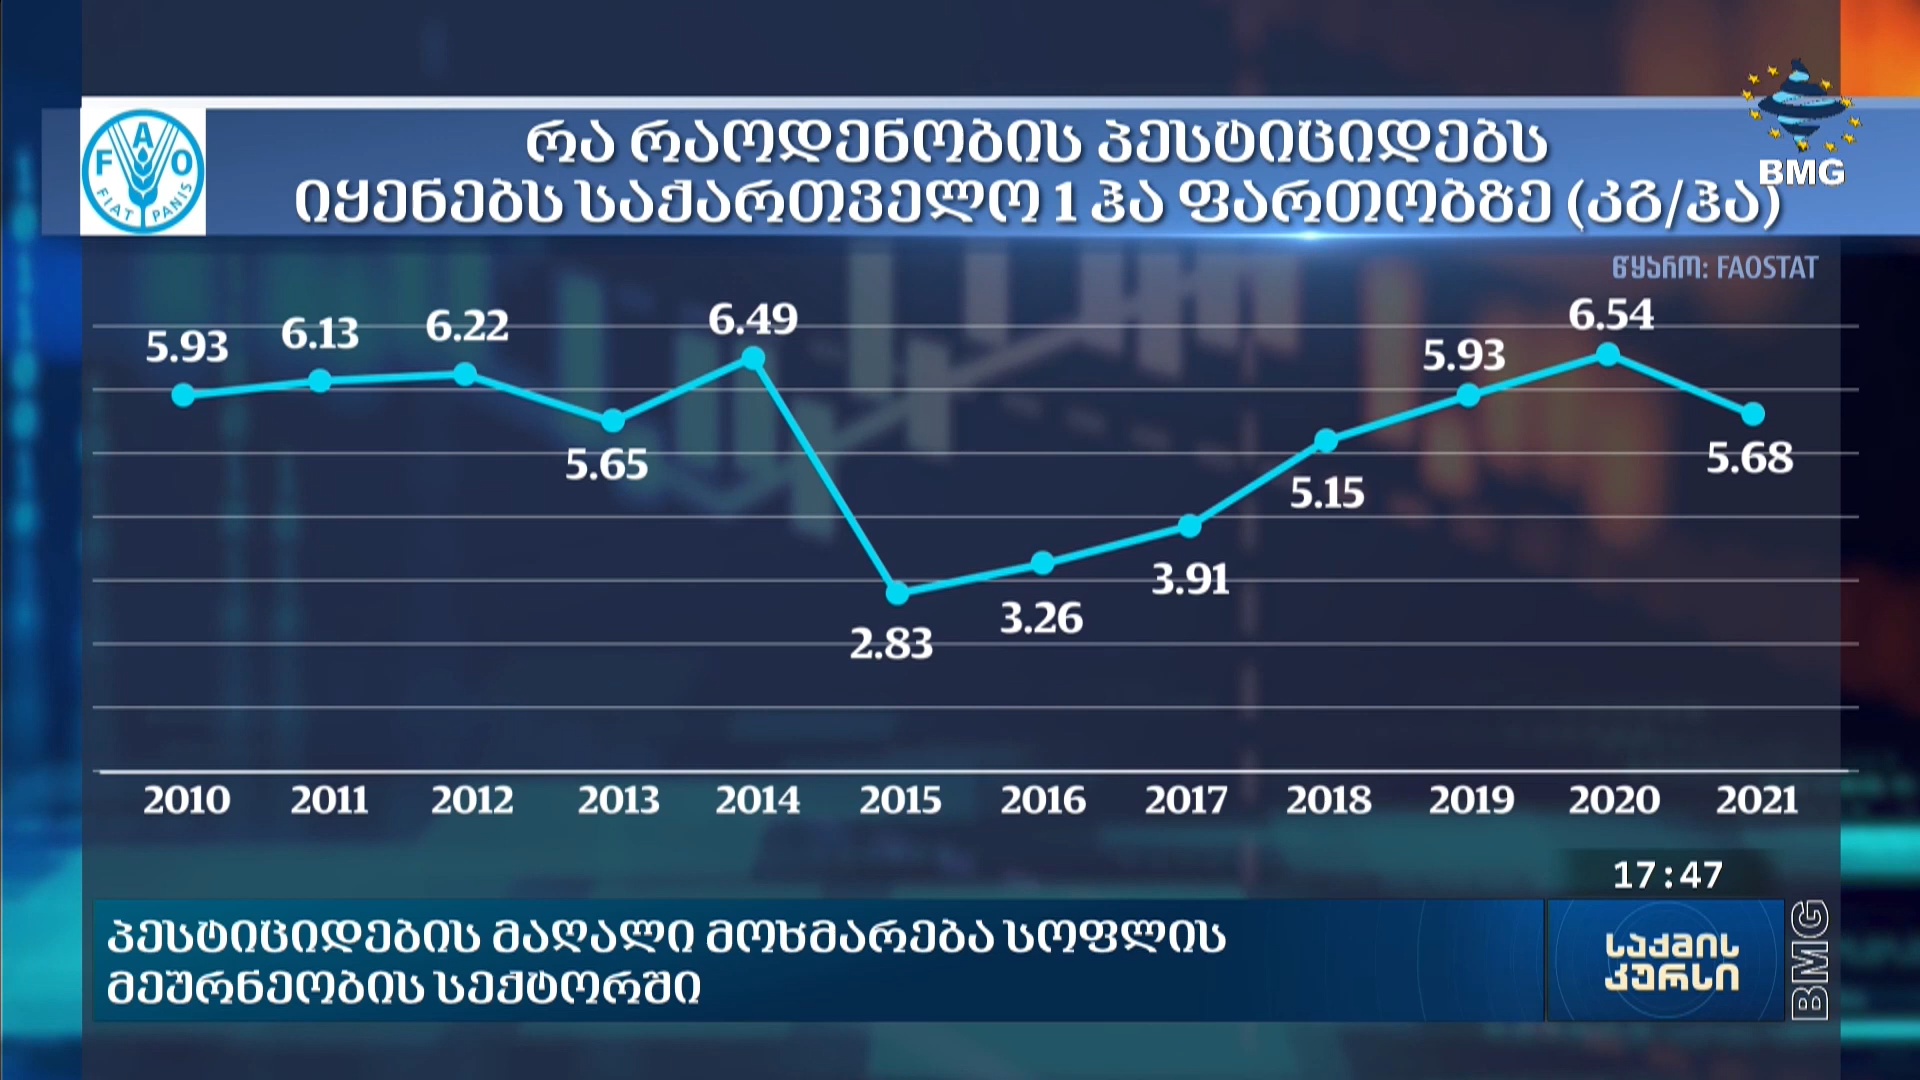 FAO
FIAT PANIS
რა რაოდენობის პესტიციდებს
იყენებს საქართველო 1 ჰა ფართობზე (კგ/ჰა)
BMG
წყარო: FAOSTAT
5.93
6.13
6.22
5.65
6.49
2.83
3.26
3.91
5.15
5.93
6.54
5.68
2010 2011 2012 2013 2014 2015 2016 2017 2018 2019 2020 2021
17:47
პესტიციდების მაღალი მოხმარება სოფლის
მეურნეობის სექტორში
საქმის
კურსი
BMG